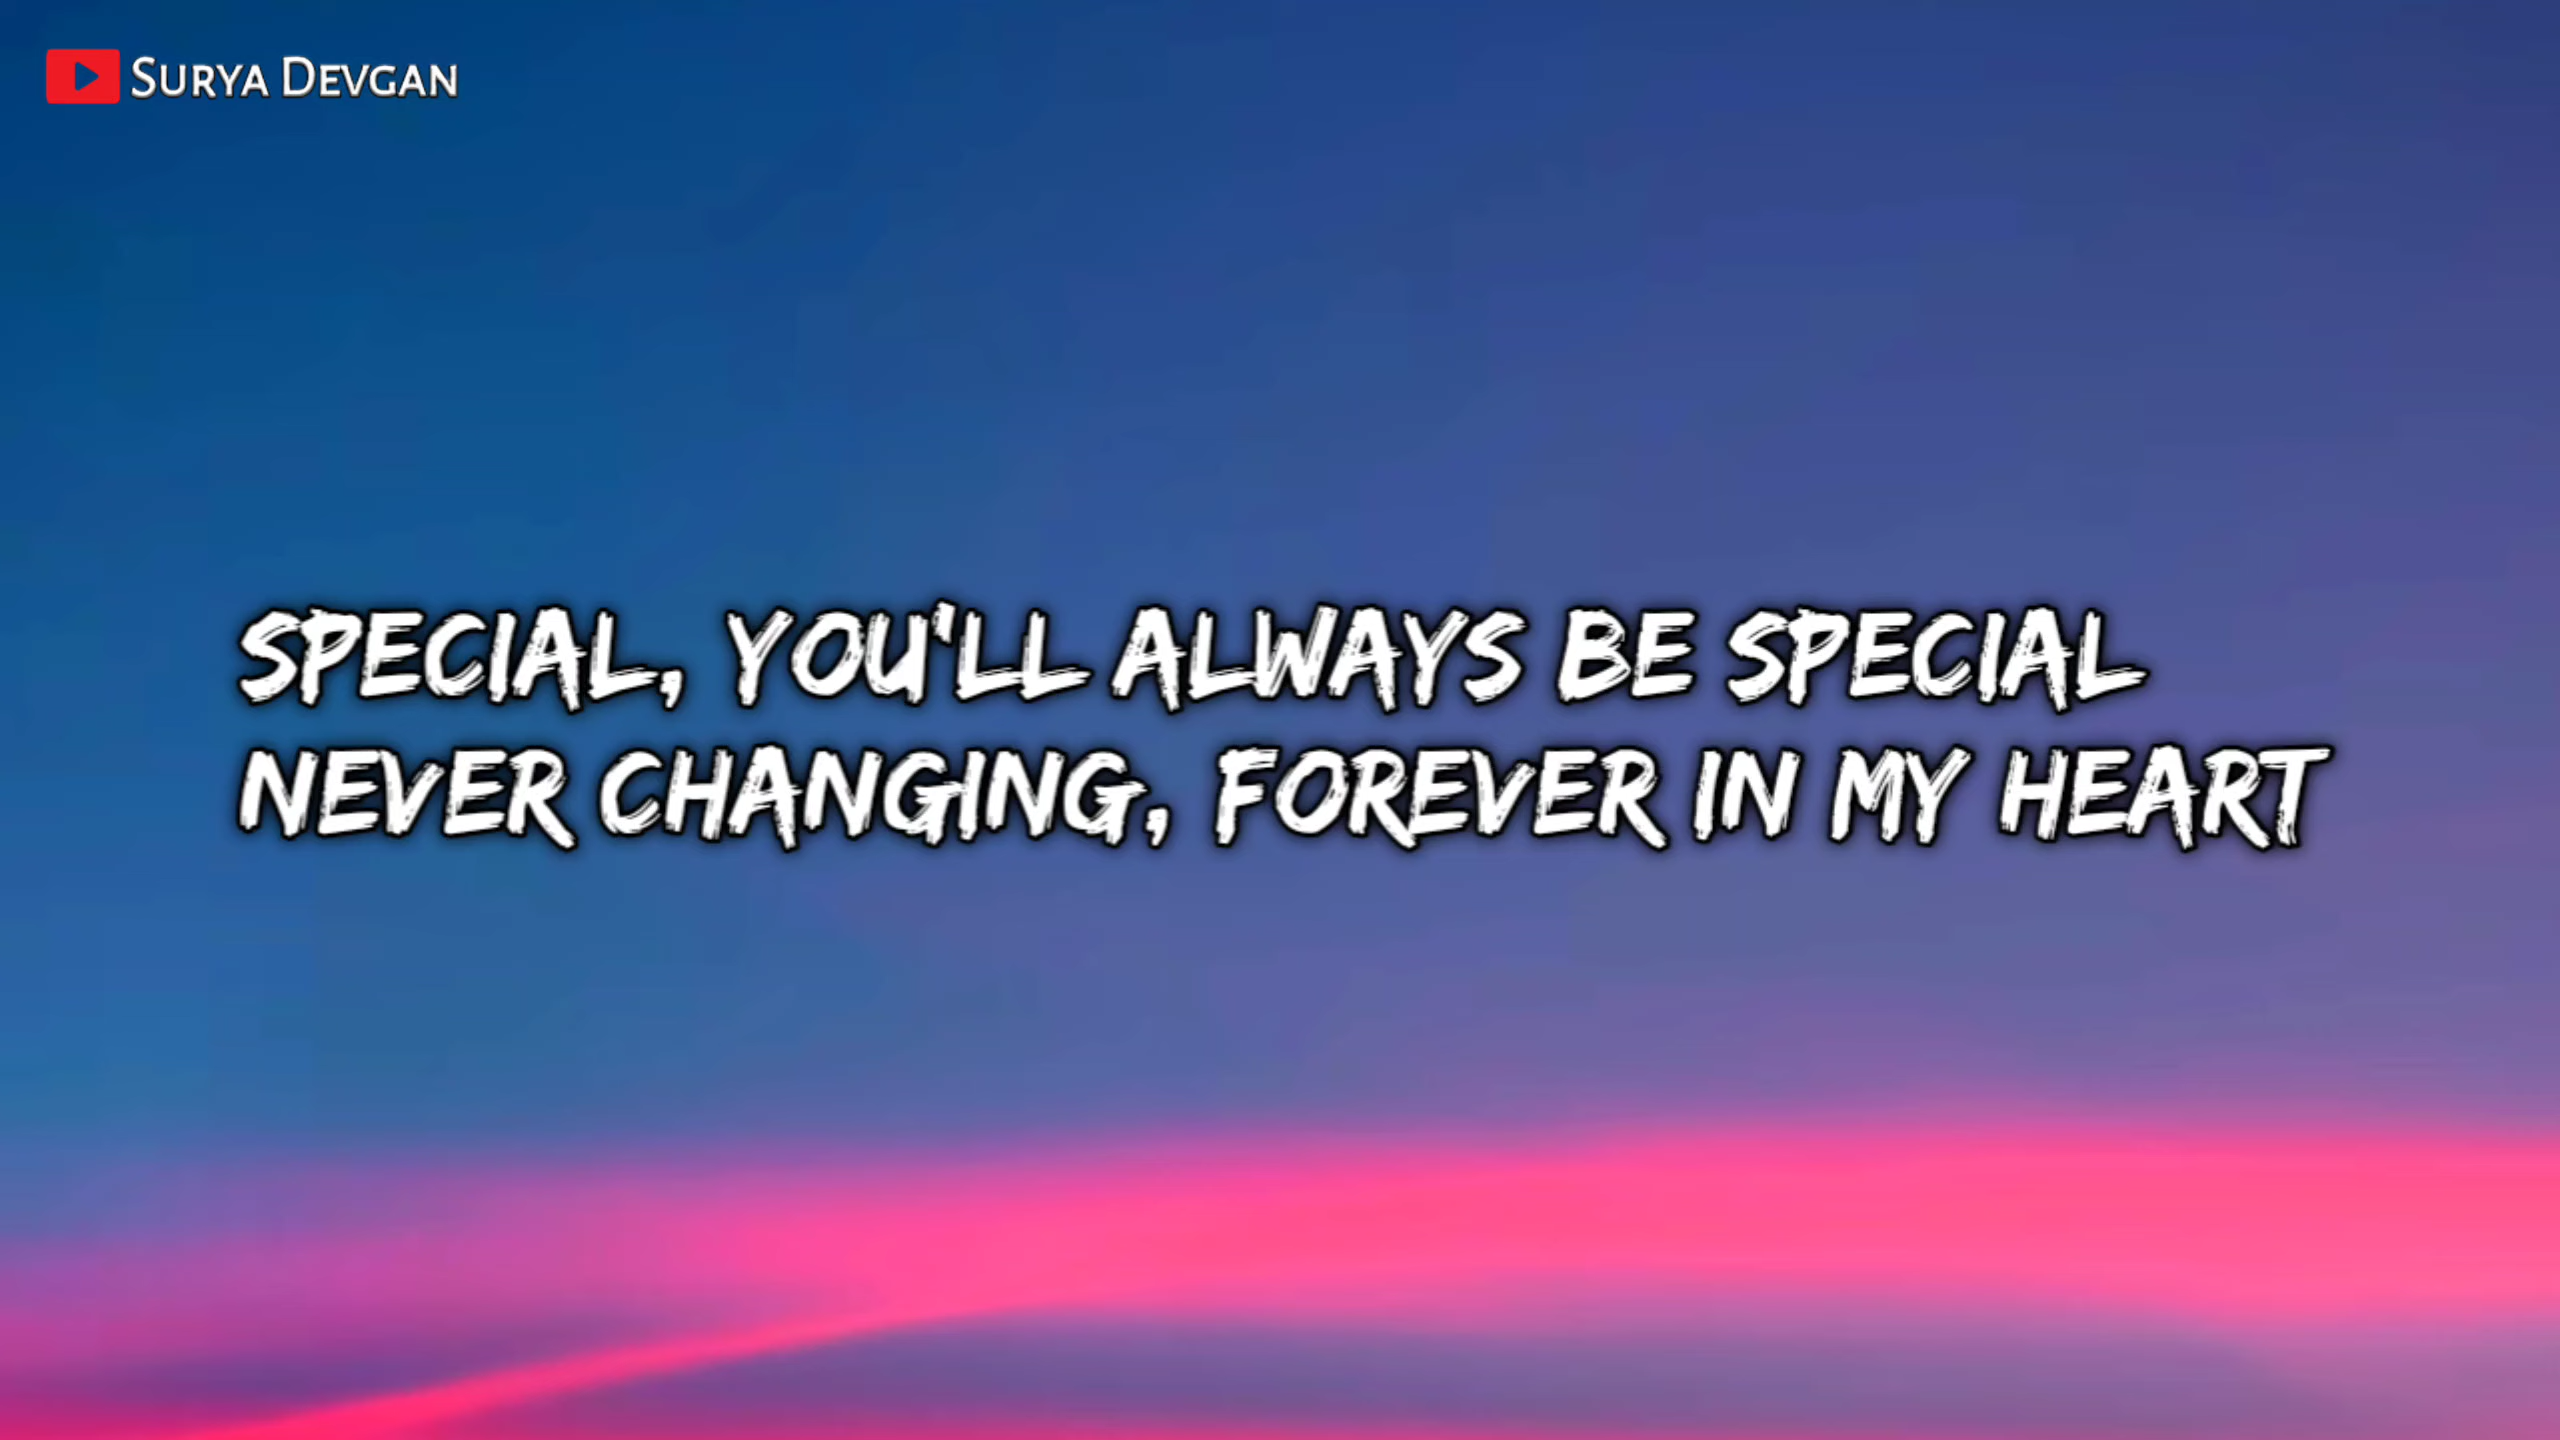 SURYA DEVGAN
SPECIAL, YOU'LL ALWAYS BE SPECIAL
NEVER CHANGING, FOREVER IN MY HEART